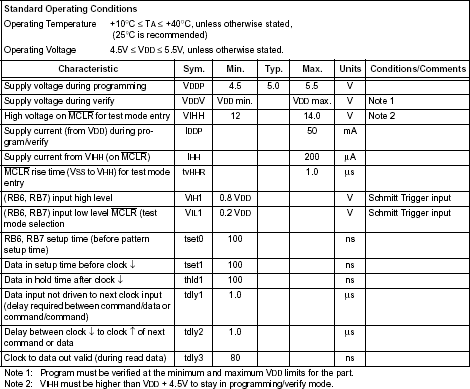 Standard Operating Conditions
Operating Temperature +10°C ≤ TA ≤ +40°C, unless otherwise stated,
(25°C is recommended)
Operating Voltage 4.5V ≤ VDD ≤ 5.5V, unless otherwise stated.
Characteristic Sym. Min. Typ. Max. Units Conditions/Comments
Supply voltage during programming VDDP 4.5 5.0 5.5 V
Supply voltage during verify VDDV VDD min. VDD max. V Note 1
High voltage on MCLR for test mode entry VIHH 12 14.0 V Note 2
Supply current (from VDD) during pro-
gram/verify IDDP 50 mA
Supply current from VIHH (on MCLR) IHH 200 µA
MCLR rise time (VSS to VHH) for test mode
entry tVHHR 1.0 µs
(RB6, RB7) input high level VIH1 0.8 VDD V Schmitt Trigger input
(RB6, RB7) input low level MCLR (test
mode selection VIL1 0.2 VDD V Schmitt Trigger input
RB6, RB7 setup time (before pattern
setup time) tset0 100 ns
Data in setup time before clock ↓ tset1 100 ns
Data in hold time after clock ↓ thld1 100 ns
Data input not driven to next clock input
(delay required between command/data or
command/command) tdly1 1.0 µs
Delay between clock ↓ to clock ↑ of next
command or data tdly2 1.0 µs
Clock to data out valid (during read data) tdly3 80 ns
Note 1: Program must be verified at the minimum and maximum VDD limits for the part.
Note 2: VIHH must be higher than VDD + 4.5V to stay in programming/verify mode.